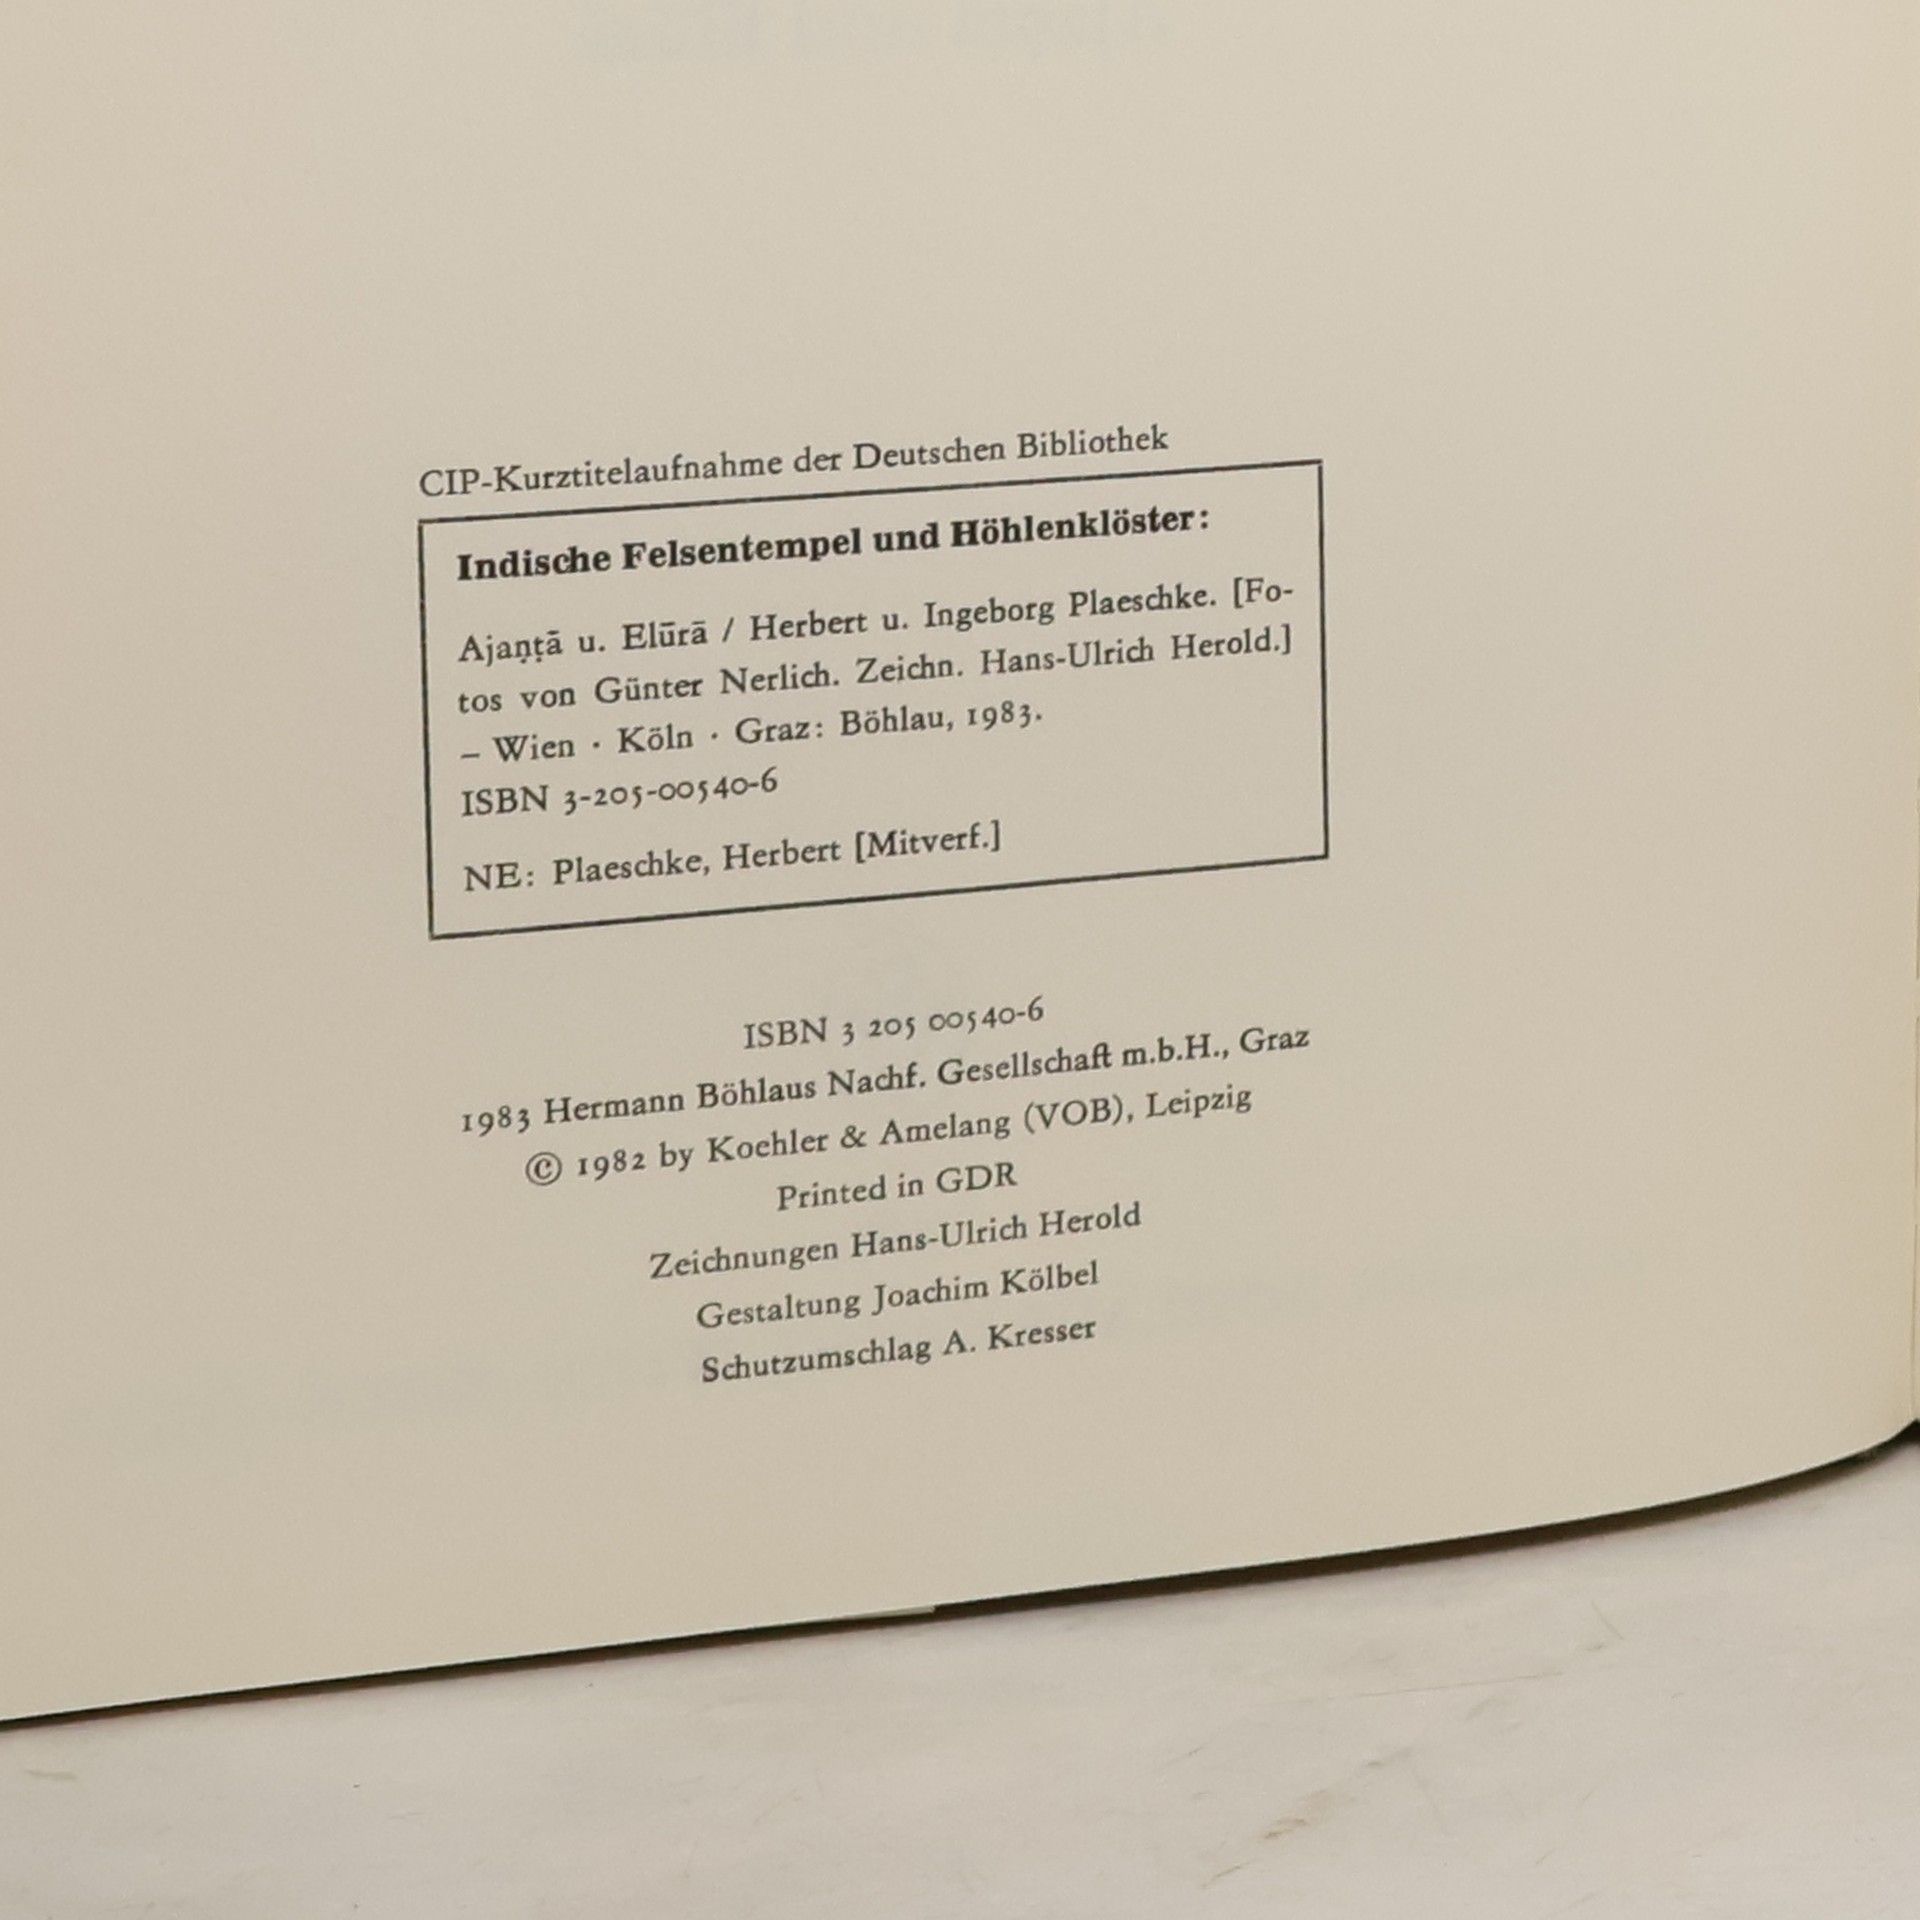 CIP-Kurztitelaufnahme der Deutschen Bibliothek
Indische Felsentempel und Höhlenklöster:
Ajaṇṭā u. Elūrā / Herbert u. Ingeborg Plaeschke. [Fo-
tos von Günter Nerlich. Zeichn. Hans-Ulrich Herold.]
– Wien · Köln · Graz: Böhlau, 1983.
ISBN 3-205-00540-6
NE: Plaeschke, Herbert [Mitverf.]
ISBN 3 205 00540-6
1983 Hermann Böhlaus Nachf. Gesellschaft m.b.H., Graz
© 1982 by Koehler & Amelang (VOB), Leipzig
Printed in GDR
Zeichnungen Hans-Ulrich Herold
Gestaltung Joachim Kölbel
Schutzumschlag A. Kresser